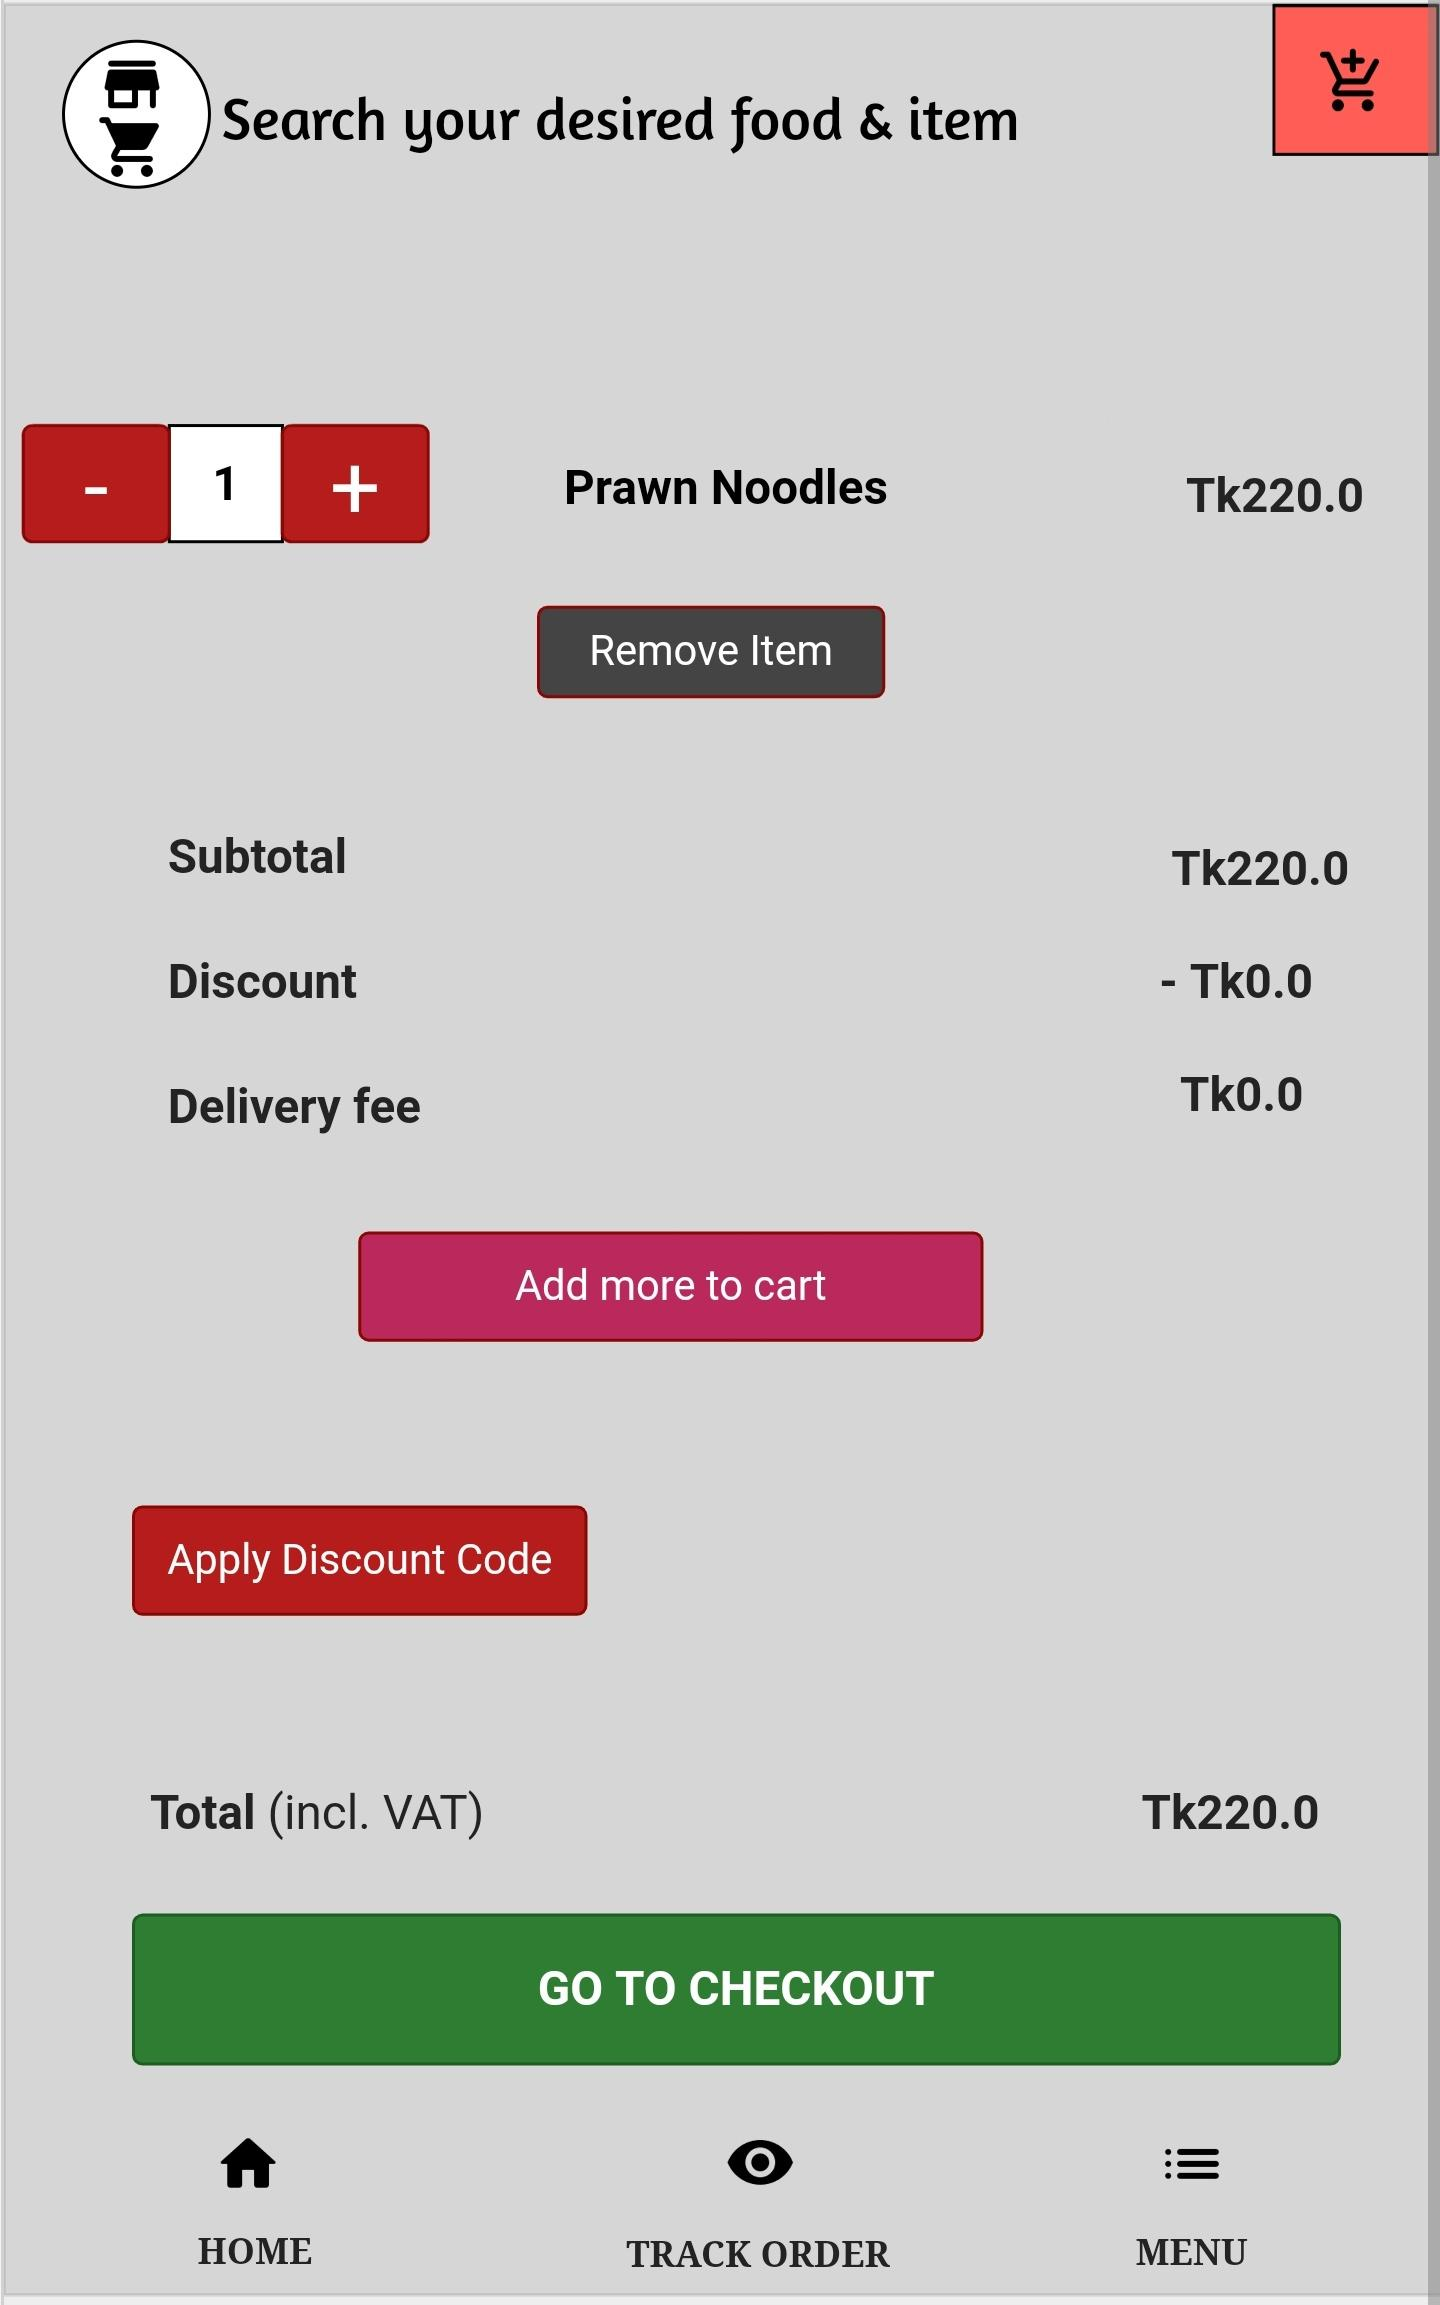 Search your desired food & item
- 1 + Prawn Noodles Tk220.0
Remove Item
Subtotal Tk220.0
Discount - Tk0.0
Delivery fee Tk0.0
Add more to cart
Apply Discount Code
Total (incl. VAT) Tk220.0
GO TO CHECKOUT
HOME TRACK ORDER MENU